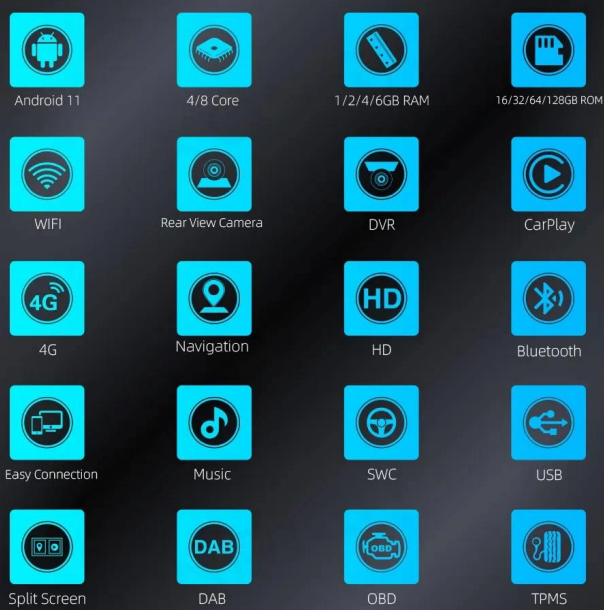 Android 11
4/8 Core
1/2/4/6GB RAM
16/32/64/128GB ROM
WIFI
Rear View Camera
DVR
CarPlay
4G
HD
4G
Navigation
HD
Bluetooth
Easy Connection
Music
SWC
USB
DAB
OBD
Split Screen
DAB
OBD
TPMS